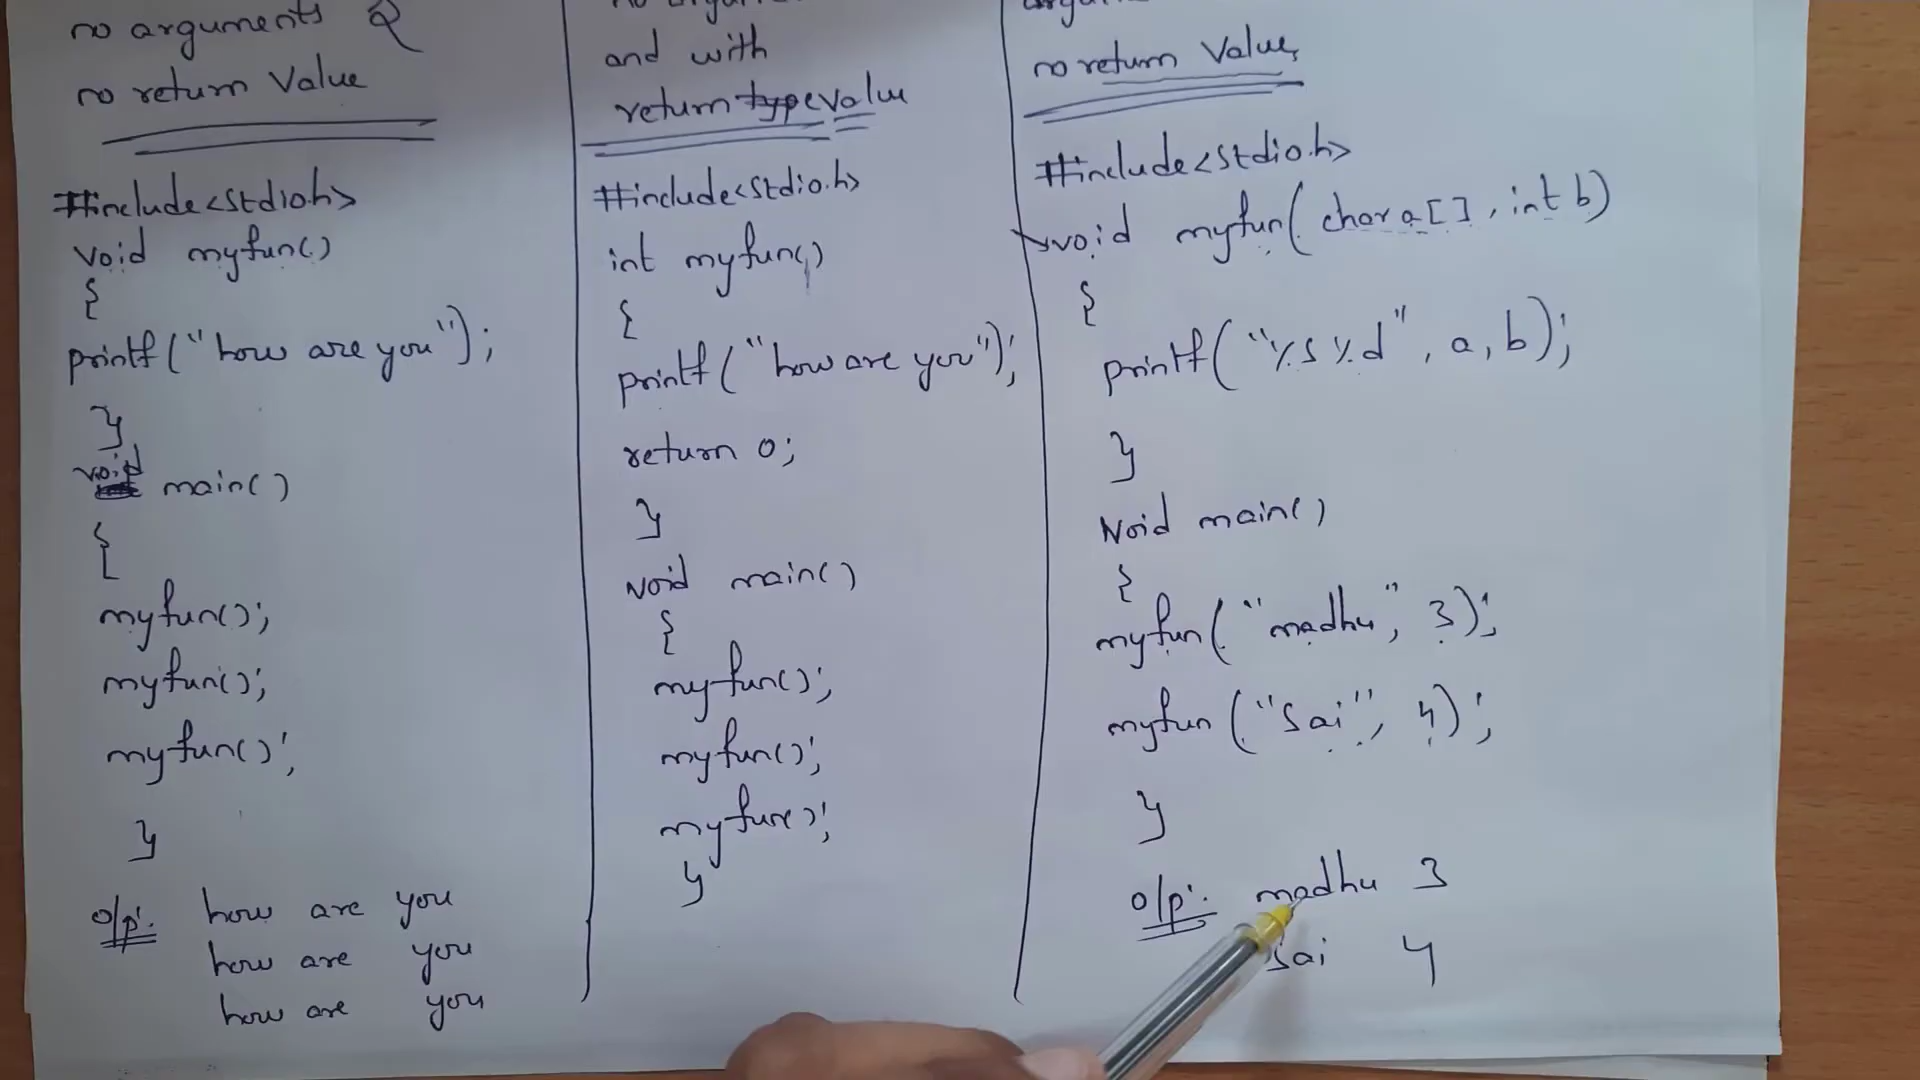 no arguments &
no return Value
#include<stdio.h>
void myfun()
{
printf("how are you");
}
void main()
{
myfun();
myfun();
myfun();
}
o/p:
how are you
how are you
how are you
and with
return type value
#include<stdio.h>
int myfun()
{
printf("how are you");
return 0;
}
void main()
{
myfun();
myfun();
myfun();
}
no return Value
#include<stdio.h>
void myfun(char a[], int b)
{
printf("%s %d", a, b);
}
void main()
{
myfun("madhu", 3);
myfun("Sai", 4);
}
o/p: madhu 3
sai 4